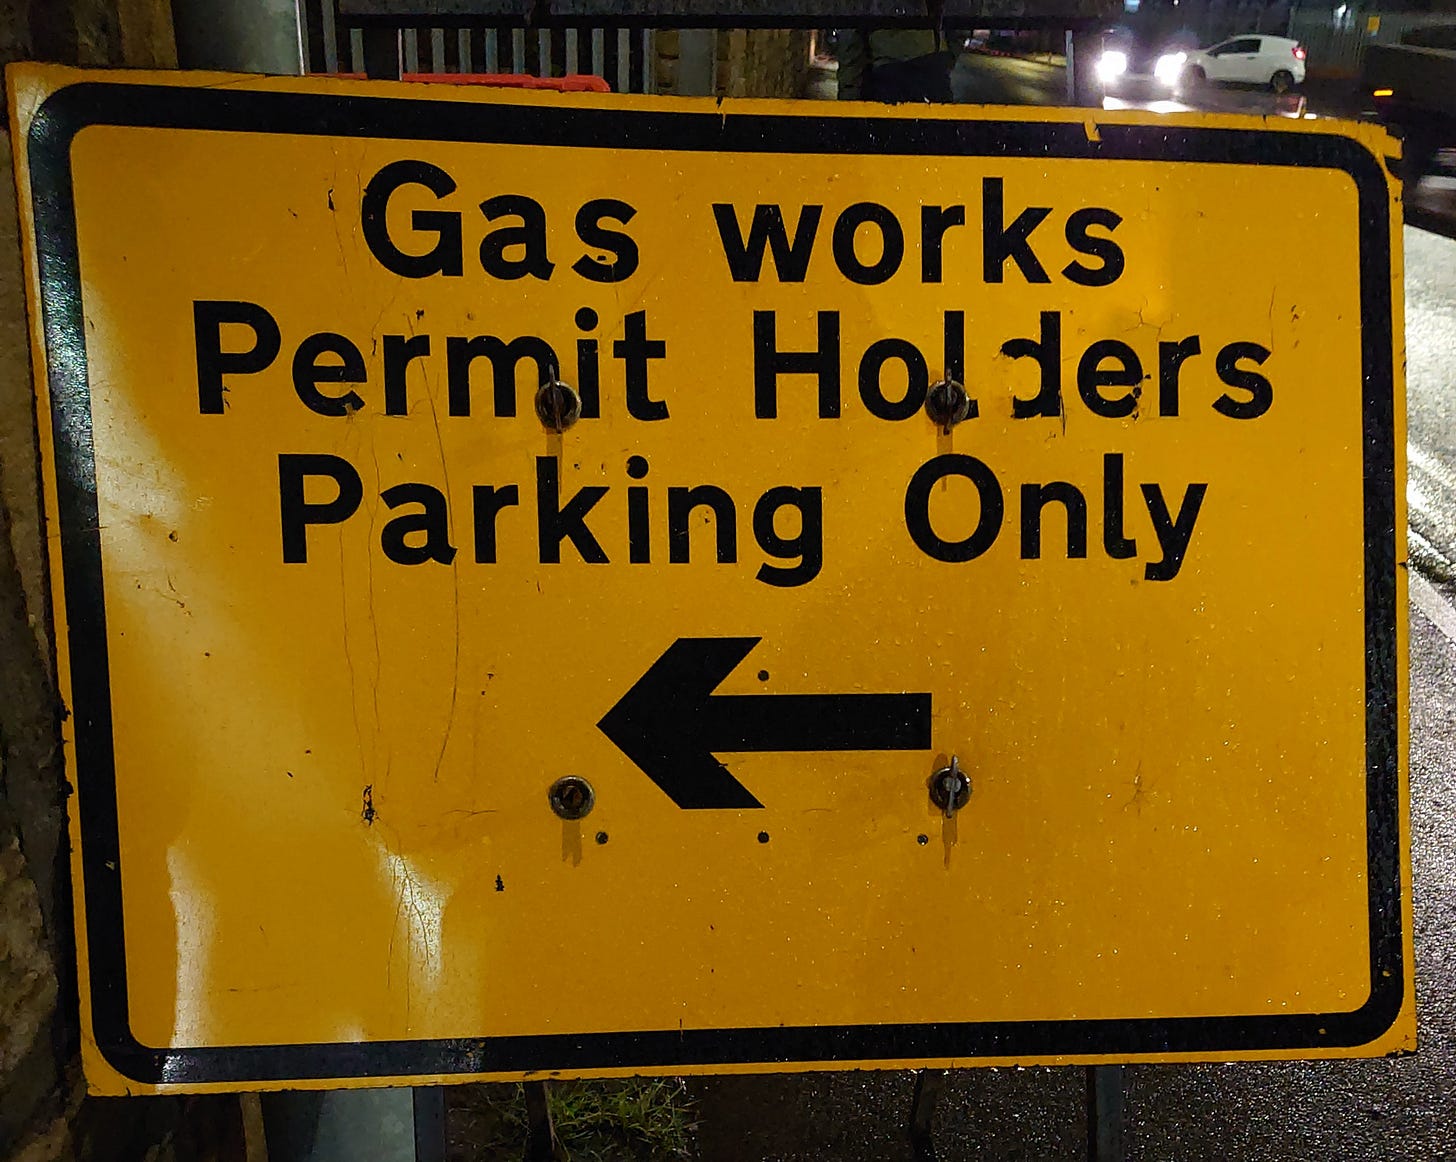 Gas works
Permit Holders
Parking Only